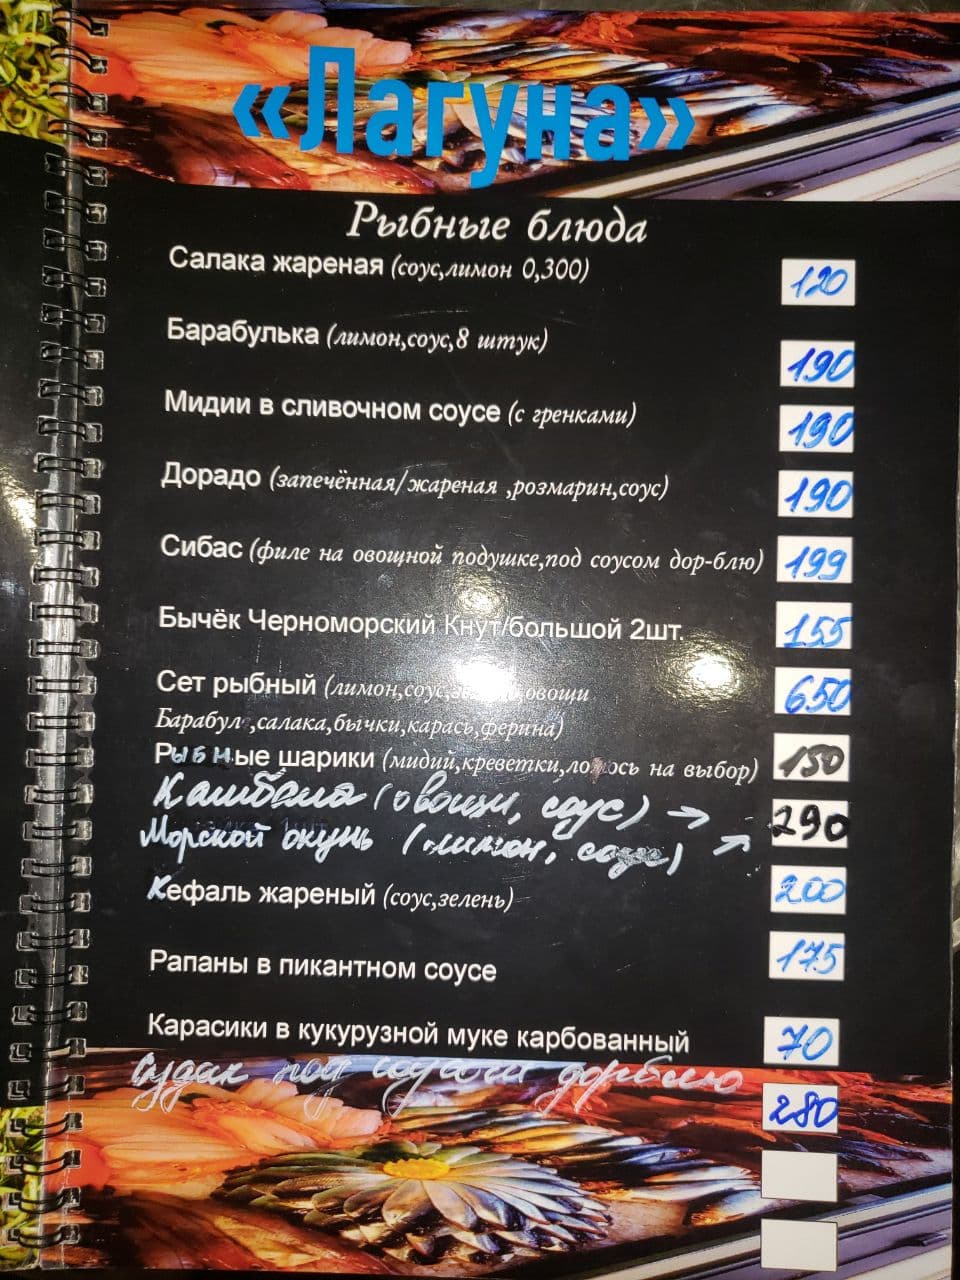 «Лагуна»
Рыбные блюда
Салака жареная (соус,лимон 0,300) 120
Барабулька (лимон,соус,8 штук) 190
Мидии в сливочном соусе (с гренками) 190
Дорадо (запечённая/жареная ,розмарин,соус) 190
Сибас (филе на овощной подушке,под соусом дор-блю) 199
Бычёк Черноморский Кнут/большой 2шт. 155
Сет рыбный (лимон,соус, овощи 650
Барабул ,салака,бычки,карась,ферина)
Рыбные шарики (мидий,креветки,лосось на выбор) 150
Камбала (овощи, соус) → 290
Морской окунь (лимон, соус) →
Кефаль жареный (соус,зелень) 200
Рапаны в пикантном соусе 175
Карасики в кукурузной муке карбованный 70
Судак под соусом дорблю 280